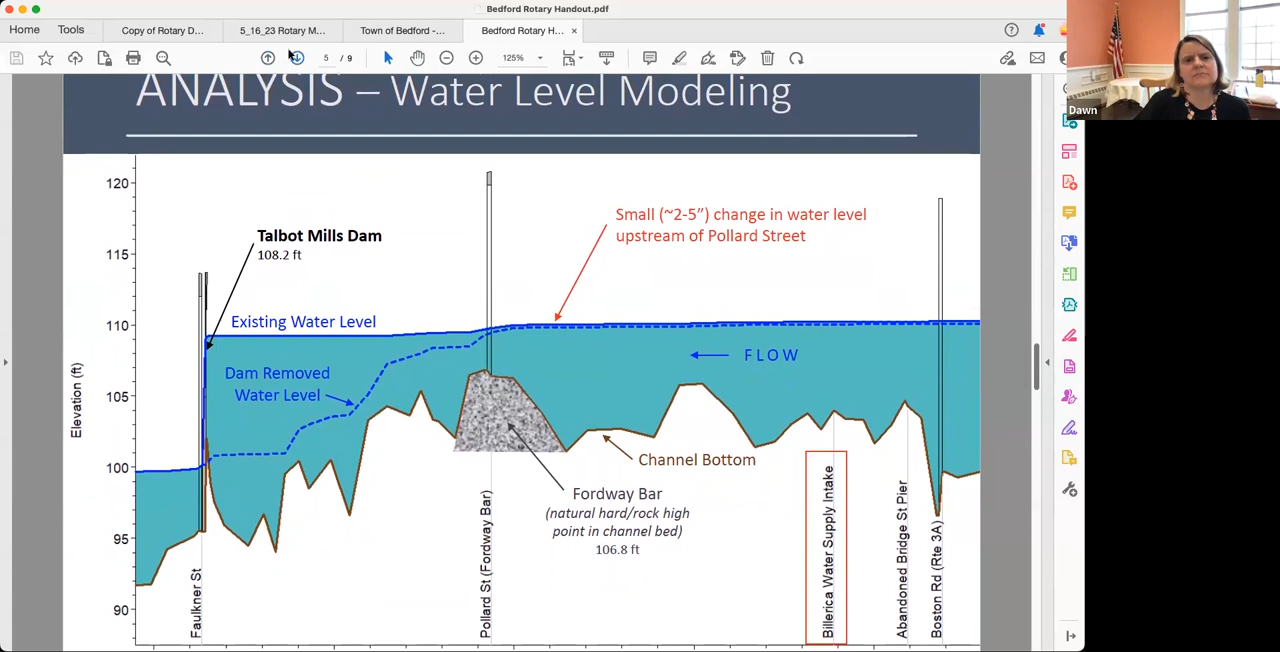 Bedford Rotary Handout.pdf
Home
Tools
Copy of Rotary D...
5_16_23 Rotary M...
Town of Bedford -...
Bedford Rotary H...
5 / 9
125%
Dawn
ANALYSIS – Water Level Modeling
120
115
110
105
100
95
90
Elevation (ft)
Talbot Mills Dam
108.2 ft
Small (~2-5") change in water level
upstream of Pollard Street
Existing Water Level
Dam Removed
Water Level
FLOW
Channel Bottom
Fordway Bar
(natural hard/rock high
point in channel bed)
106.8 ft
Faulkner St
Pollard St (Fordway Bar)
Billerica Water Supply Intake
Abandoned Bridge St Pier
Boston Rd (Rte 3A)